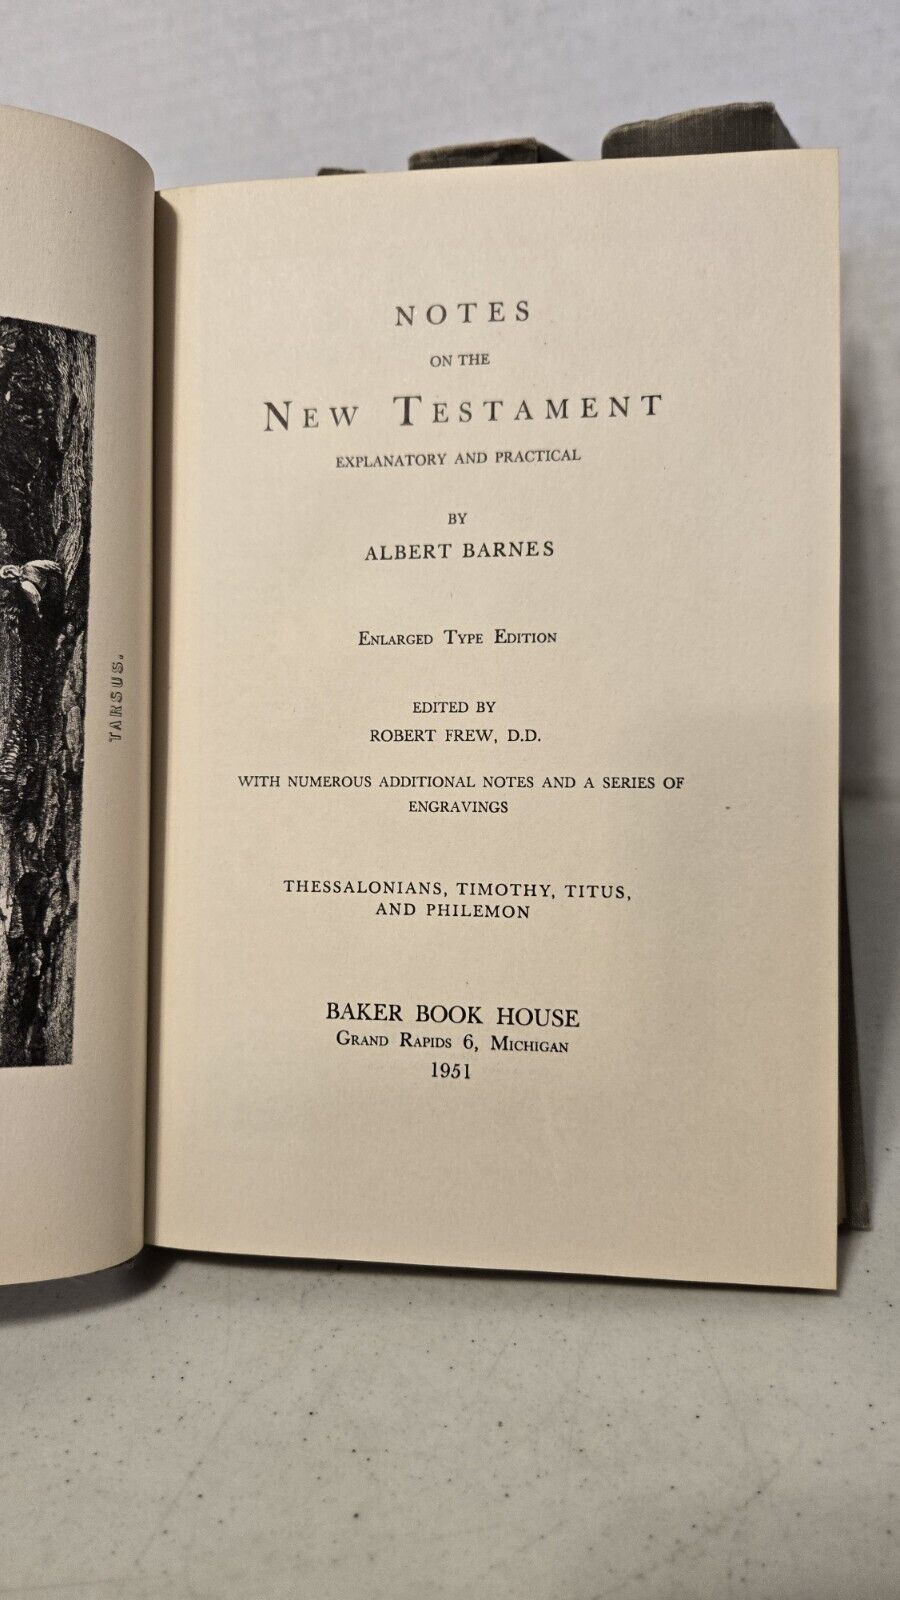 TARSUS.
NOTES
ON THE
NEW TESTAMENT
EXPLANATORY AND PRACTICAL
BY
ALBERT BARNES
ENLARGED TYPE EDITION
EDITED BY
ROBERT FREW, D.D.
WITH NUMEROUS ADDITIONAL NOTES AND A SERIES OF
ENGRAVINGS
THESSALONIANS, TIMOTHY, TITUS,
AND PHILEMON
BAKER BOOK HOUSE
GRAND RAPIDS 6, MICHIGAN
1951